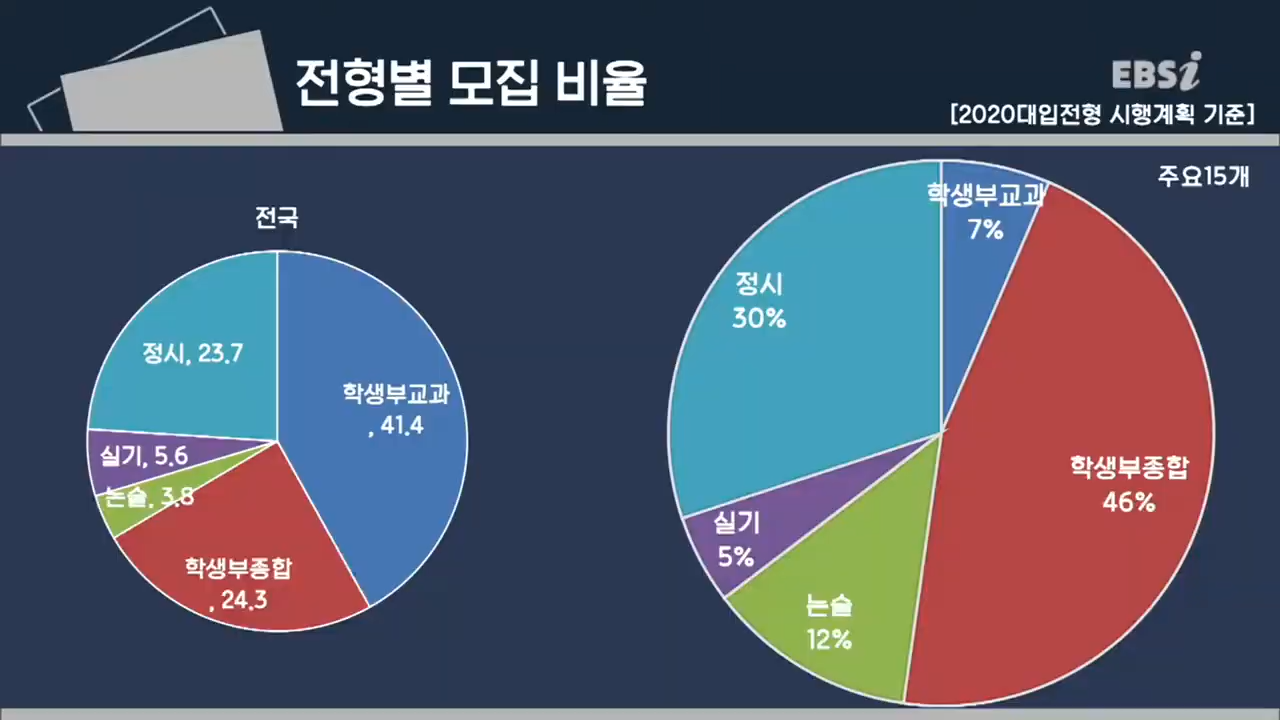 전형별 모집 비율
EBSi
[2020대입전형 시행계획 기준]
전국
정시, 23.7
학생부교과
, 41.4
실기, 5.6
논술, 3.8
학생부종합
, 24.3
주요15개
학생부교과
7%
정시
30%
학생부종합
46%
실기
5%
논술
12%